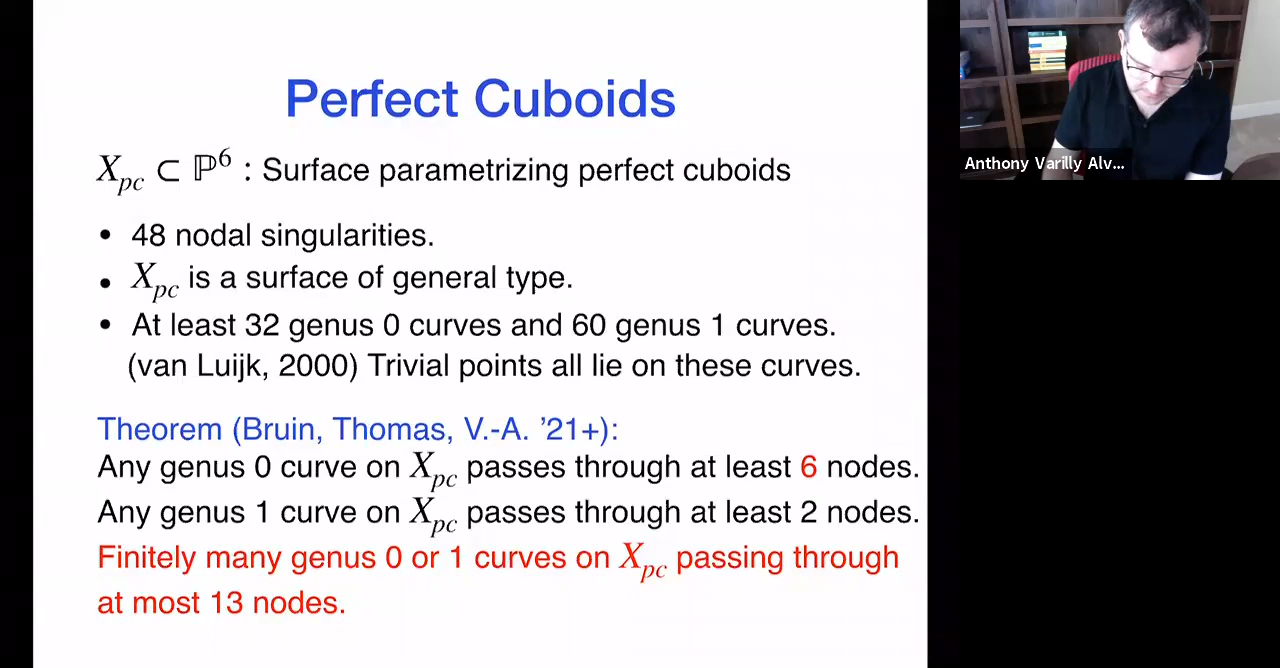 Perfect Cuboids
X_pc ⊂ ℙ⁶ : Surface parametrizing perfect cuboids
• 48 nodal singularities.
• X_pc is a surface of general type.
• At least 32 genus 0 curves and 60 genus 1 curves.
(van Luijk, 2000) Trivial points all lie on these curves.
Theorem (Bruin, Thomas, V.-A. ’21+):
Any genus 0 curve on X_pc passes through at least 6 nodes.
Any genus 1 curve on X_pc passes through at least 2 nodes.
Finitely many genus 0 or 1 curves on X_pc passing through
at most 13 nodes.
Anthony Varilly Alv...